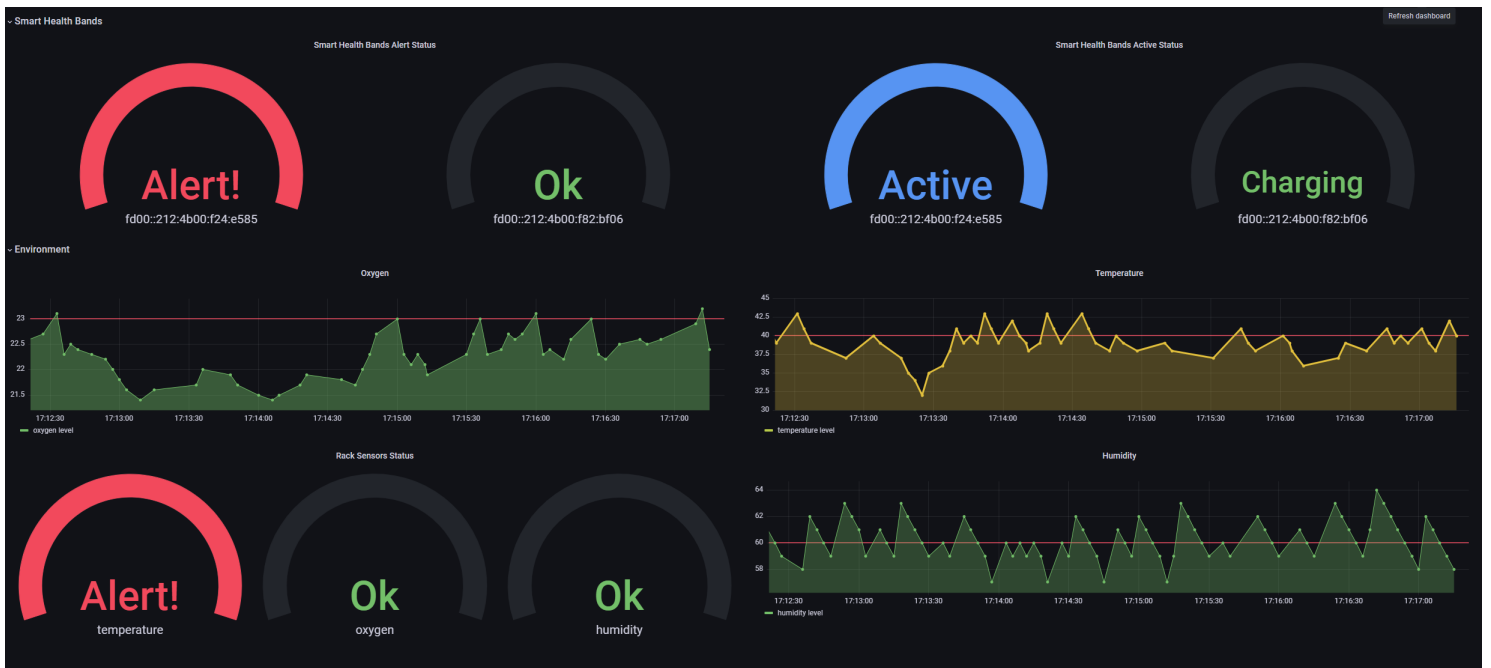 Smart Health Bands
Refresh dashboard
Smart Health Bands Alert Status
Smart Health Bands Active Status
Alert!
Ok
Active
Charging
fd00::212:4b00:f24:e585
fd00::212:4b00:f82:bf06
fd00::212:4b00:f24:e585
fd00::212:4b00:f82:bf06
Environment
Oxygen
23
22.5
22
21.5
17:12:30 17:13:00 17:13:30 17:14:00 17:14:30 17:15:00 17:15:30 17:16:00 17:16:30 17:17:00
oxygen level
Temperature
45
42.5
40
37.5
35
32.5
30
17:12:30 17:13:00 17:13:30 17:14:00 17:14:30 17:15:00 17:15:30 17:16:00 17:16:30 17:17:00
temperature level
Rack Sensors Status
Alert!
Ok
Ok
temperature
oxygen
humidity
Humidity
64
62
60
58
17:12:30 17:13:00 17:13:30 17:14:00 17:14:30 17:15:00 17:15:30 17:16:00 17:16:30 17:17:00
humidity level